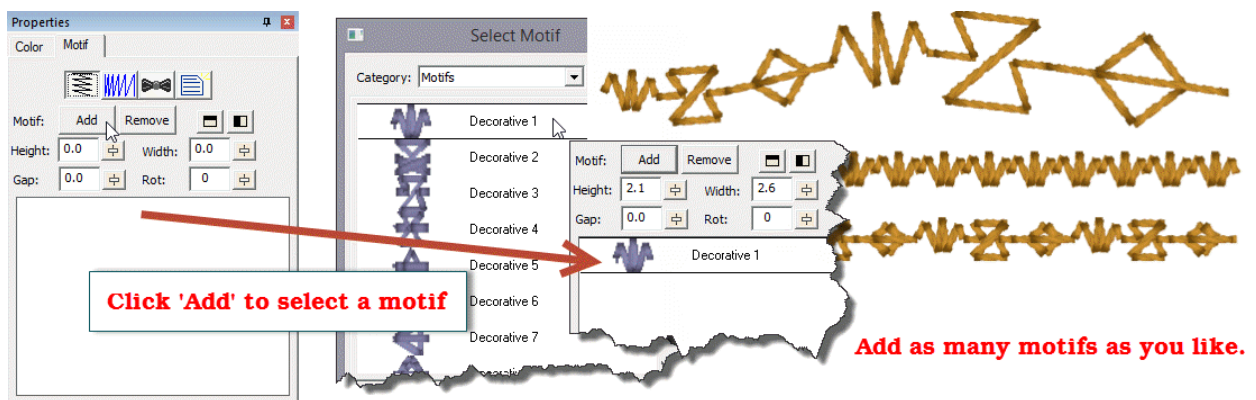 Properties
Color Motif
Motif: Add Remove
Height: 0.0 Width: 0.0
Gap: 0.0 Rot: 0
Click 'Add' to select a motif
Select Motif
Category: Motifs
Decorative 1
Decorative 2
Decorative 3
Decorative 4
Decorative 5
Decorative 6
Decorative 7
Motif: Add Remove
Height: 2.1 Width: 2.6
Gap: 0.0 Rot: 0
Decorative 1
Add as many motifs as you like.